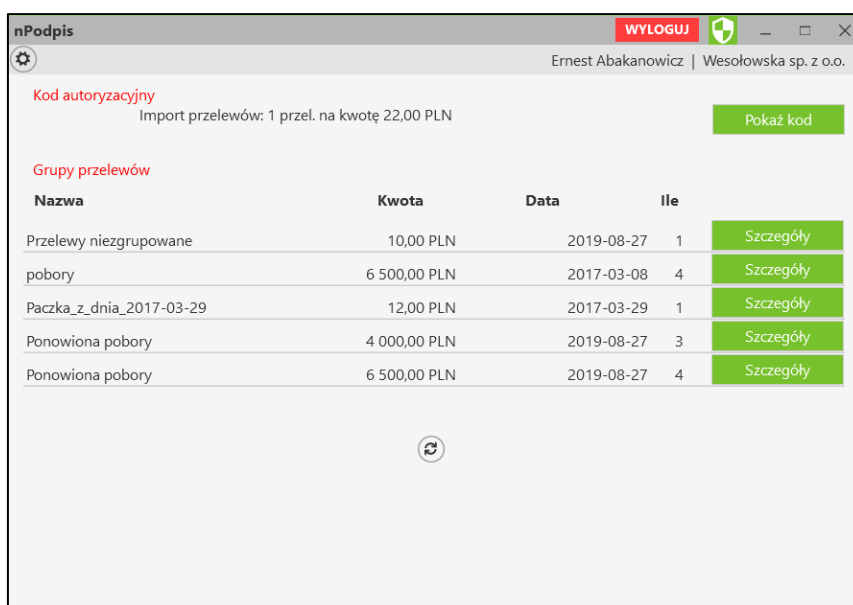 nPodpis WYLOGUJ
Ernest Abakanowicz | Wesołowska sp. z o.o.
Kod autoryzacyjny
Import przelewów: 1 przel. na kwotę 22,00 PLN Pokaż kod
Grupy przelewów
Nazwa Kwota Data Ile
Przelewy niezgrupowane 10,00 PLN 2019-08-27 1 Szczegóły
pobory 6 500,00 PLN 2017-03-08 4 Szczegóły
Paczka_z_dnia_2017-03-29 12,00 PLN 2017-03-29 1 Szczegóły
Ponowiona pobory 4 000,00 PLN 2019-08-27 3 Szczegóły
Ponowiona pobory 6 500,00 PLN 2019-08-27 4 Szczegóły